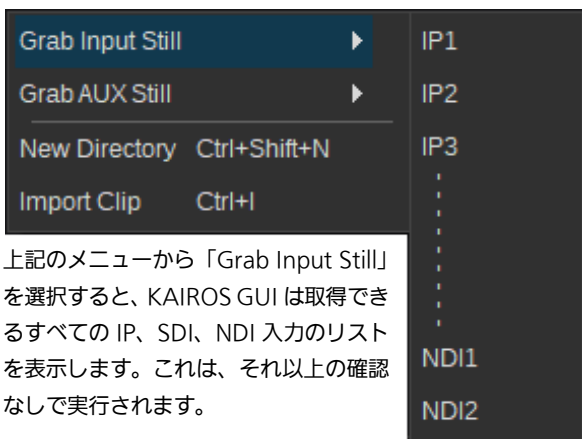 Grab Input Still
Grab AUX Still
New Directory Ctrl+Shift+N
Import Clip Ctrl+I
IP1
IP2
IP3
NDI1
NDI2
上記のメニューから「Grab Input Still」
を選択すると、KAIROS GUI は取得でき
るすべての IP、SDI、NDI 入力のリスト
を表示します。これは、それ以上の確認
なしで実行されます。